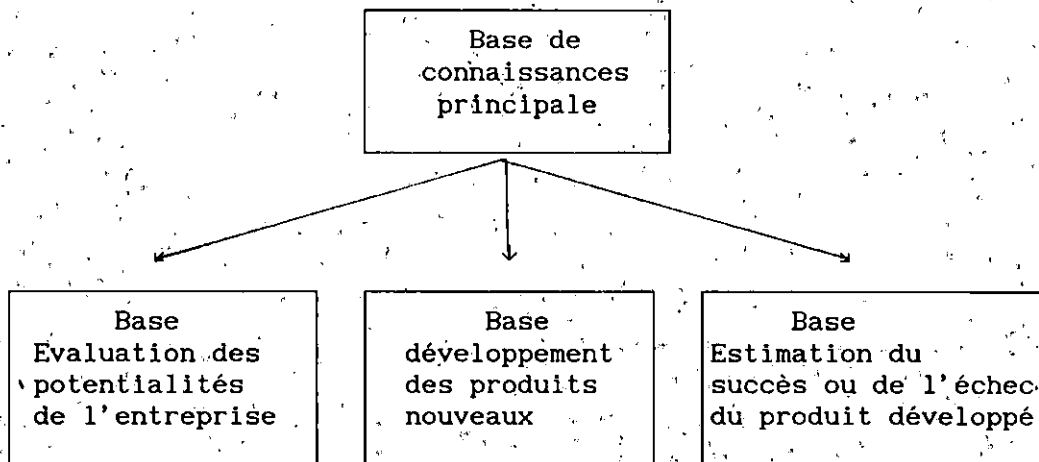 Base de
connaissances
principale
Base
Evaluation des
potentialités
de l'entreprise
Base
développement
des produits
nouveaux
Base
Estimation du
succès ou de l'échec
du produit développé